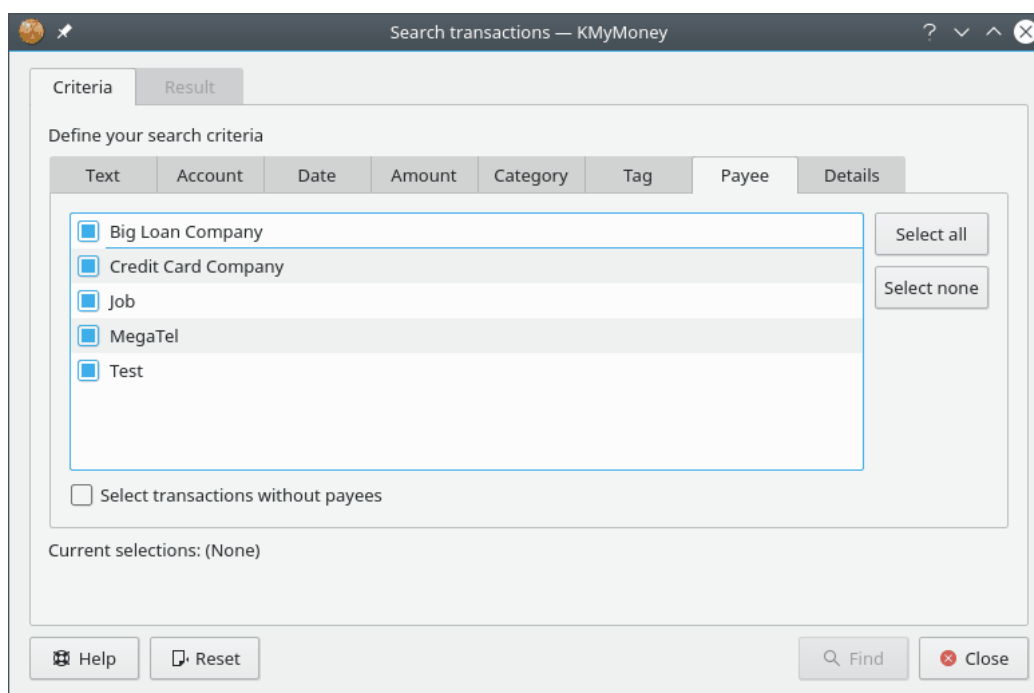 Search transactions — KMyMoney
Criteria Result
Define your search criteria
Text Account Date Amount Category Tag Payee Details
Big Loan Company
Select all
Credit Card Company
Select none
Job
MegaTel
Test
Select transactions without payees
Current selections: (None)
Help Reset Find Close